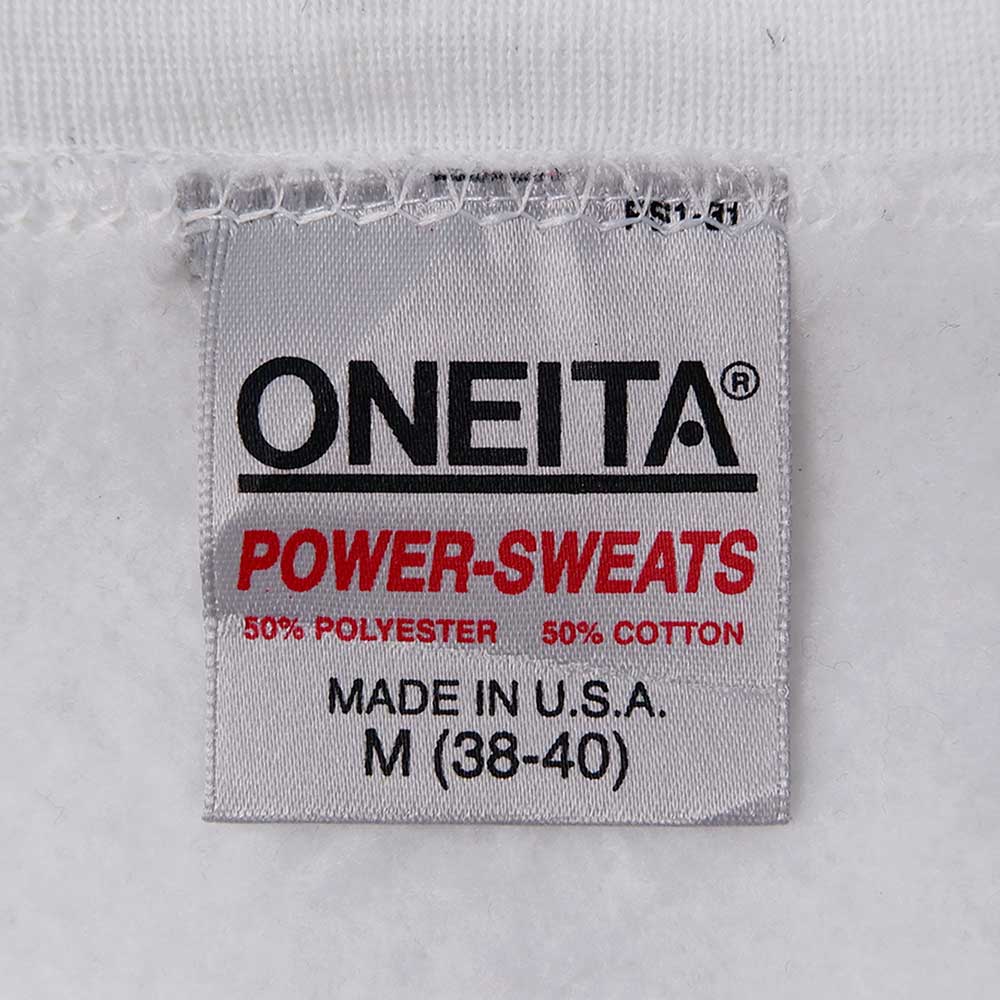 ONEITA®
POWER-SWEATS
50% POLYESTER 50% COTTON
MADE IN U.S.A.
M (38-40)